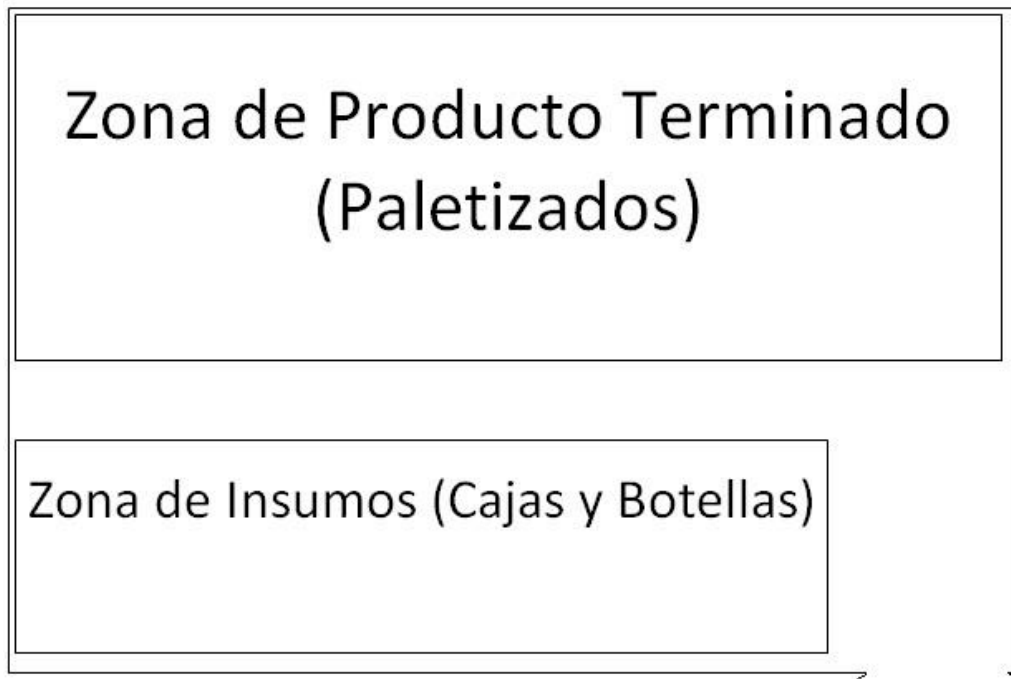 Zona de Producto Terminado
(Paletizados)
Zona de Insumos (Cajas y Botellas)